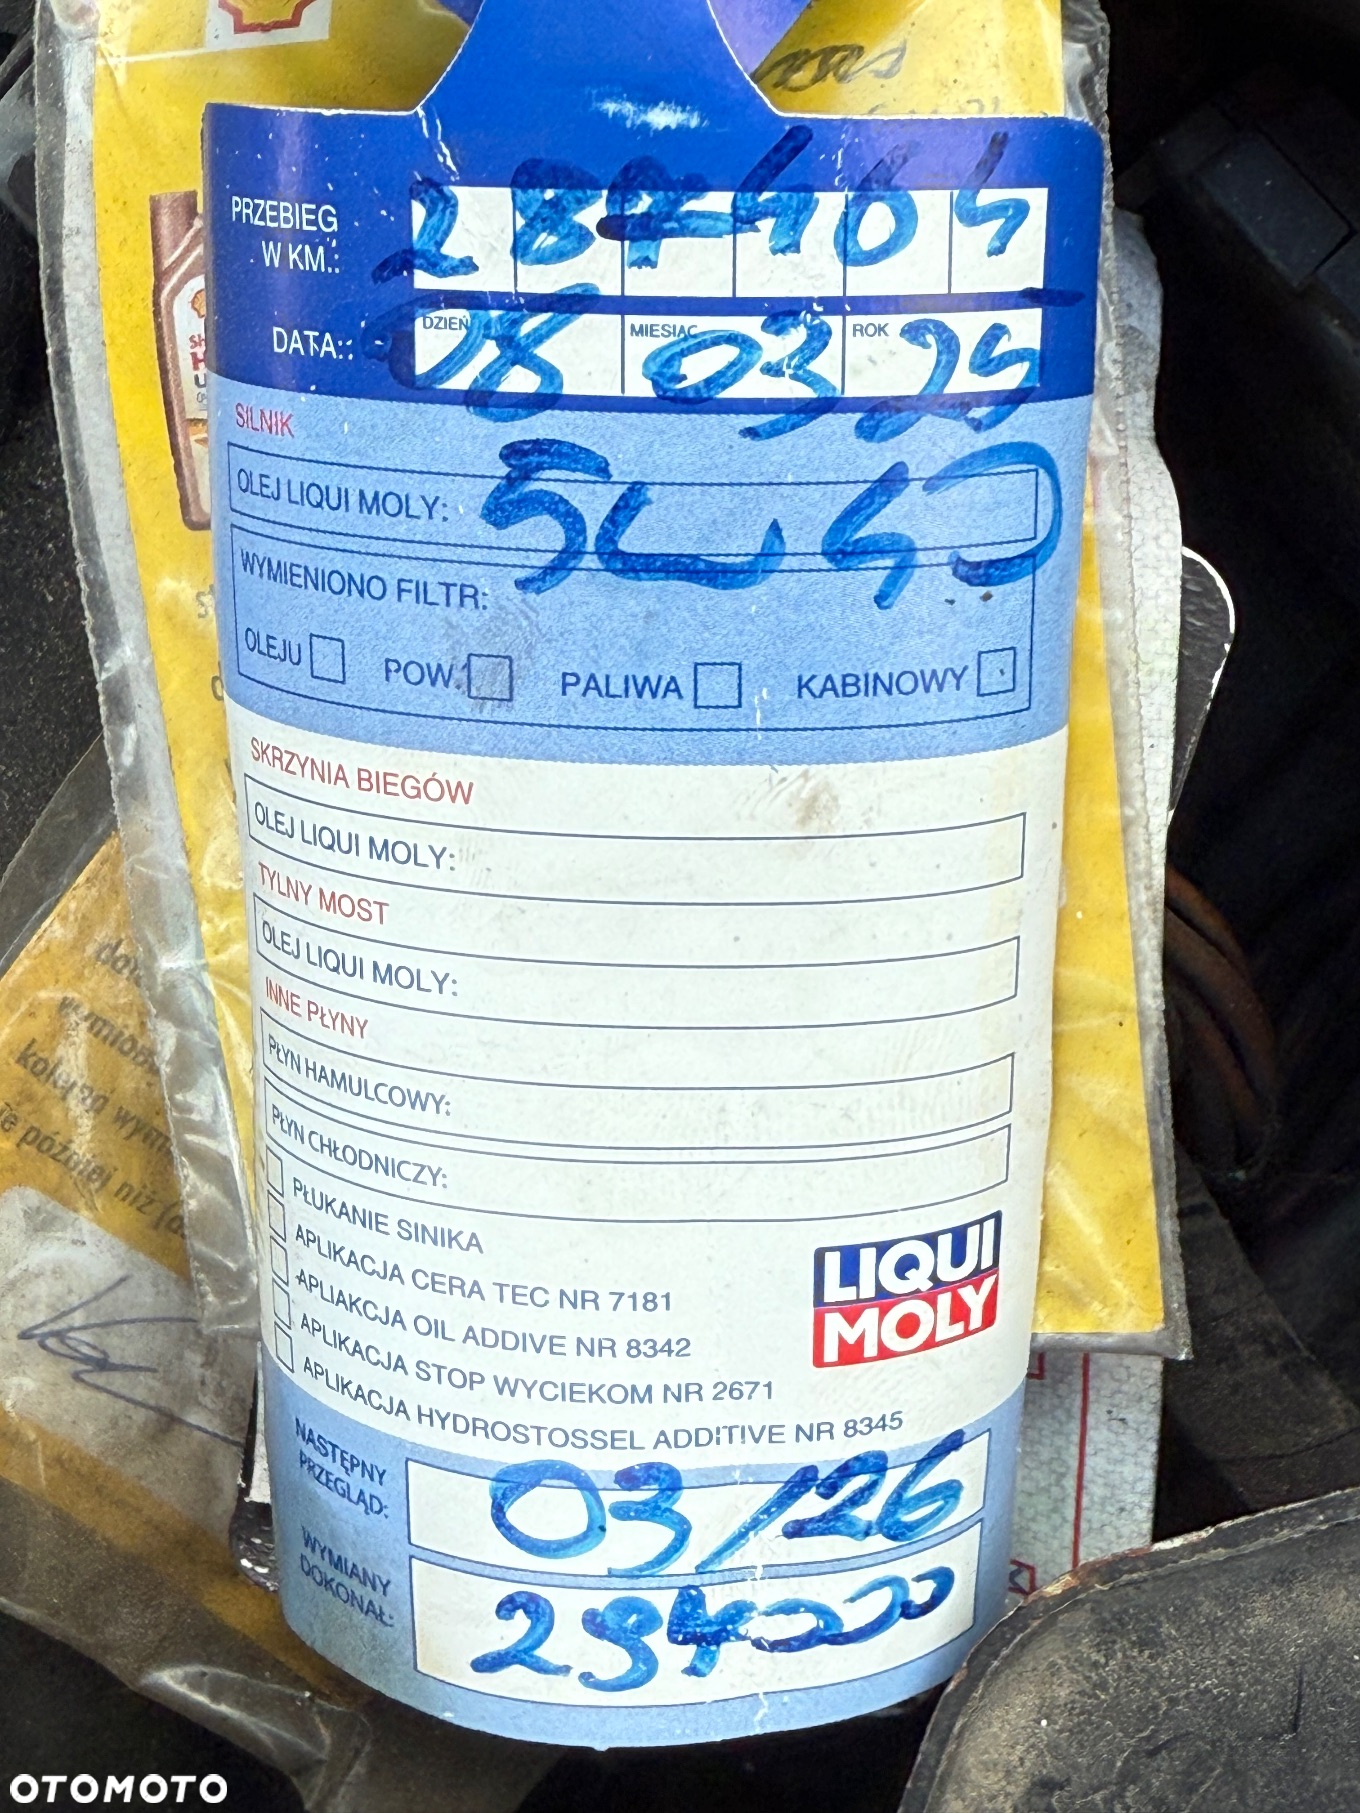 PRZEBIEG
W KM.: 287464
DATA: DZIEŃ 08 MIESIĄC 03 ROK 25
SILNIK
OLEJ LIQUI MOLY: 5W40
WYMIENIONO FILTR:
OLEJU POW. PALIWA KABINOWY
SKRZYNIA BIEGÓW
OLEJ LIQUI MOLY:
TYLNY MOST
OLEJ LIQUI MOLY:
INNE PŁYNY
PŁYN HAMULCOWY:
PŁYN CHŁODNICZY:
PŁUKANIE SINIKA
APLIKACJA CERA TEC NR 7181
APLIAKCJA OIL ADDIVE NR 8342
APLIKACJA STOP WYCIEKOM NR 2671
APLIKACJA HYDROSTOSSEL ADDITIVE NR 8345
LIQUI
MOLY
NASTĘPNY
PRZEGLĄD: 03/26
WYMIANY
DOKONAŁ: 294000
później niż
OTOMOTO